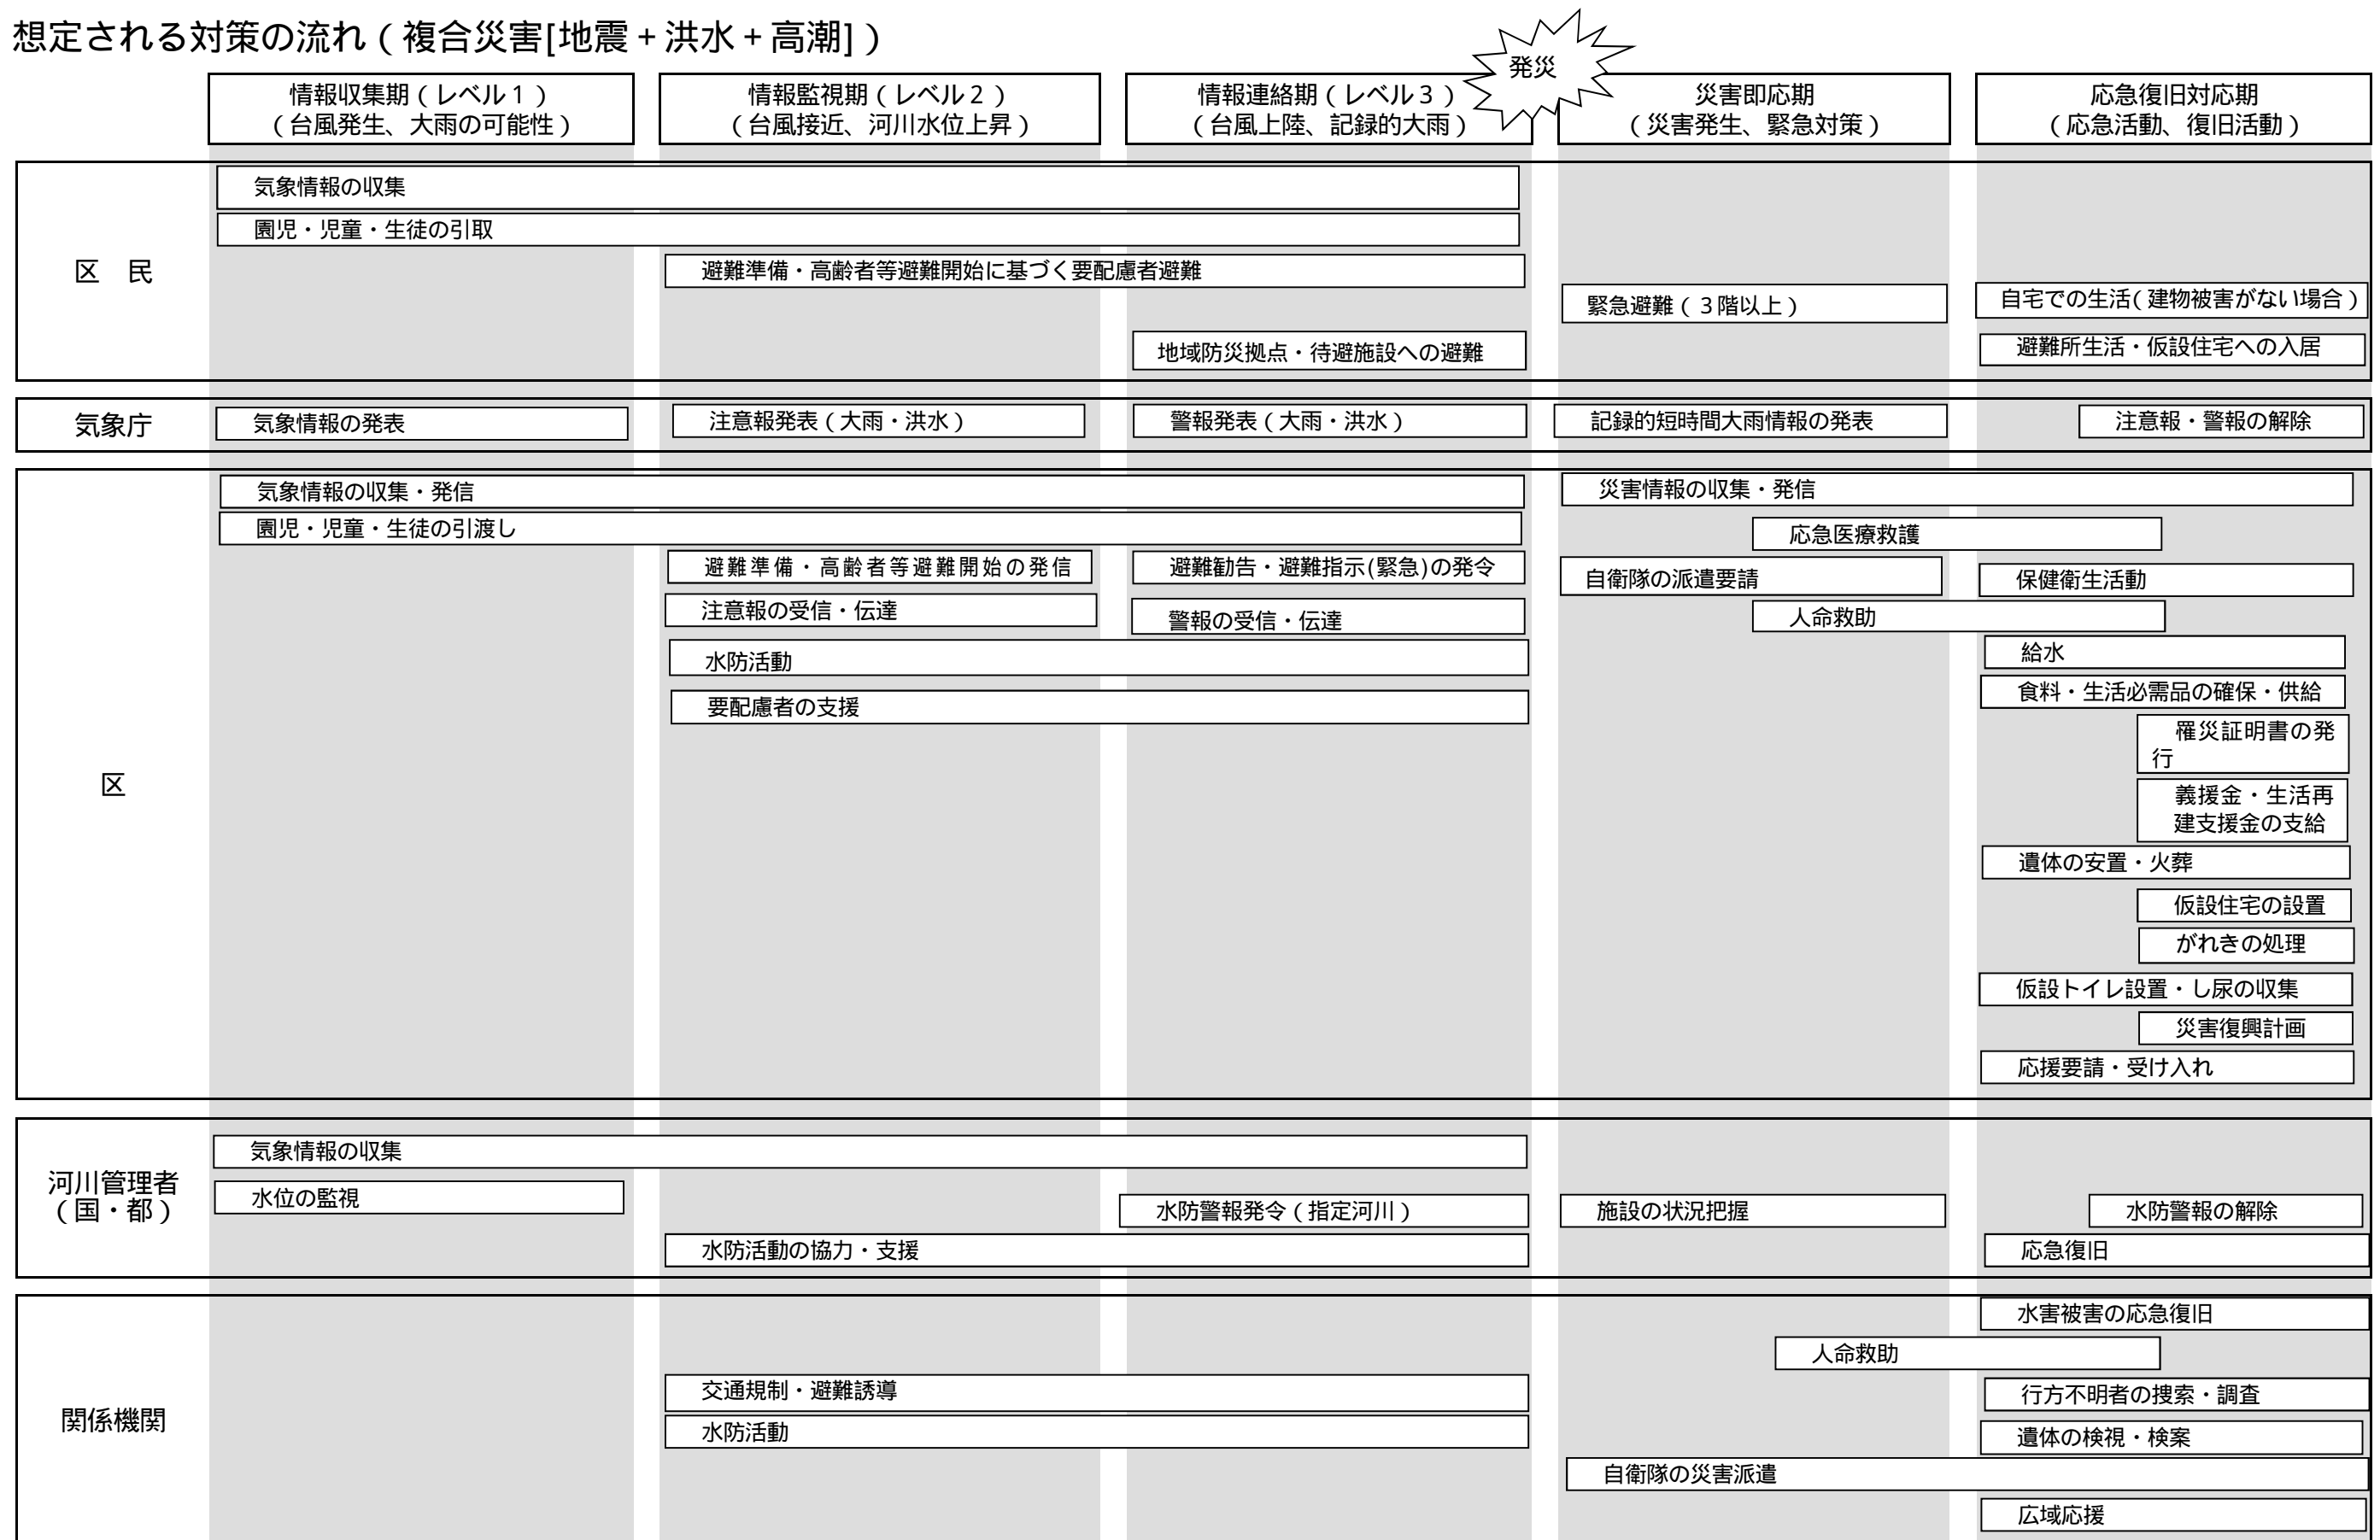 想定される対策の流れ（複合災害[地震＋洪水＋高潮]）
発災
情報収集期（レベル１）
（台風発生、大雨の可能性）
情報監視期（レベル２）
（台風接近、河川水位上昇）
情報連絡期（レベル３）
（台風上陸、記録的大雨）
災害即応期
（災害発生、緊急対策）
応急復旧対応期
（応急活動、復旧活動）
区　民
気象情報の収集
園児・児童・生徒の引取
避難準備・高齢者等避難開始に基づく要配慮者避難
緊急避難（３階以上）
自宅での生活（建物被害がない場合）
地域防災拠点・待避施設への避難
避難所生活・仮設住宅への入居
気象庁
気象情報の発表
注意報発表（大雨・洪水）
警報発表（大雨・洪水）
記録的短時間大雨情報の発表
注意報・警報の解除
区
気象情報の収集・発信
園児・児童・生徒の引渡し
避難準備・高齢者等避難開始の発信
避難勧告・避難指示(緊急)の発令
注意報の受信・伝達
警報の受信・伝達
水防活動
要配慮者の支援
災害情報の収集・発信
応急医療救護
自衛隊の派遣要請
保健衛生活動
人命救助
給水
食料・生活必需品の確保・供給
罹災証明書の発
行
義援金・生活再
建支援金の支給
遺体の安置・火葬
仮設住宅の設置
がれきの処理
仮設トイレ設置・し尿の収集
災害復興計画
応援要請・受け入れ
河川管理者
（国・都）
気象情報の収集
水位の監視
水防警報発令（指定河川）
施設の状況把握
水防警報の解除
水防活動の協力・支援
応急復旧
関係機関
水害被害の応急復旧
人命救助
交通規制・避難誘導
行方不明者の捜索・調査
水防活動
遺体の検視・検案
自衛隊の災害派遣
広域応援